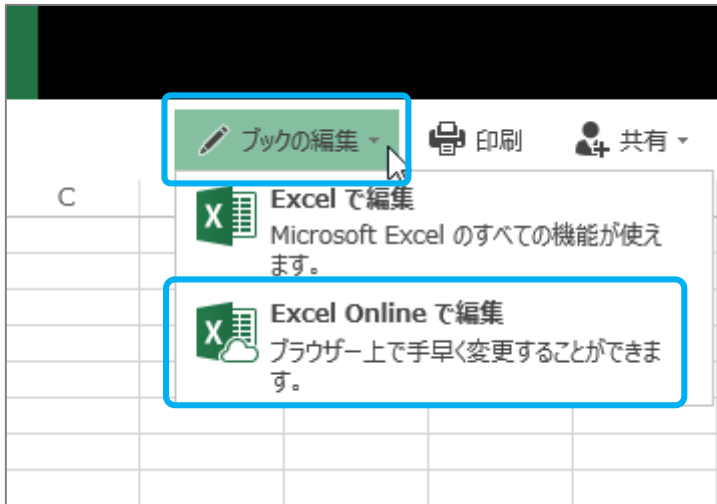 ブックの編集
印刷
共有
C
Excel で編集
Microsoft Excel のすべての機能が使え
ます。
Excel Online で編集
ブラウザー上で手早く変更することができま
す。